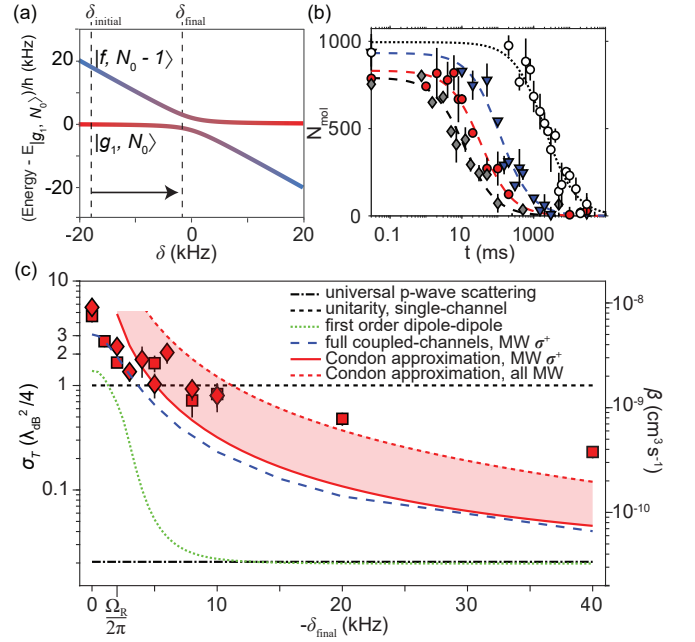 (a)
δinitial
δfinal
(Energy - E|g1, N0⟩)/h (kHz)
20
0
-20
|f, N0 - 1⟩
|g1, N0⟩
-20
0
20
δ (kHz)
(b)
Nmol
1000
500
0
0.1
10
1000
t (ms)
(c)
σT (λdB²/4)
10
3
2
1
0.1
universal p-wave scattering
unitarity, single-channel
first order dipole-dipole
full coupled-channels, MW σ+
Condon approximation, MW σ+
Condon approximation, all MW
10-8
10-9
10-10
β (cm3 s-1)
0
ΩR
2π
10
20
30
40
-δfinal (kHz)